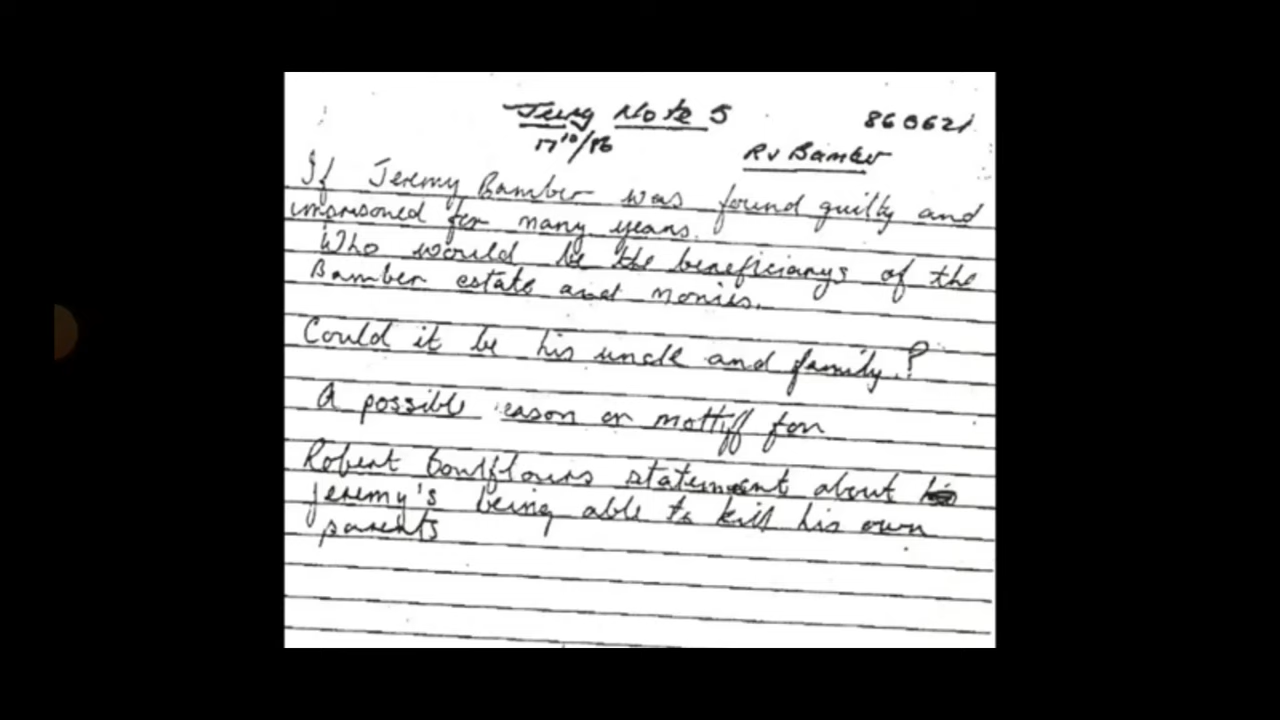 Jury Note 5
860621
17/10/86
R v Bamber
If Jeremy Bamber was found guilty and
imprisoned for many years.
Who would be the beneficiarys of the
Bamber estate and monies.
Could it be his uncle and family?
A possible eason or mottiff for
Robert Boutflours statement about
Jeremy's being able to kill his own
parents